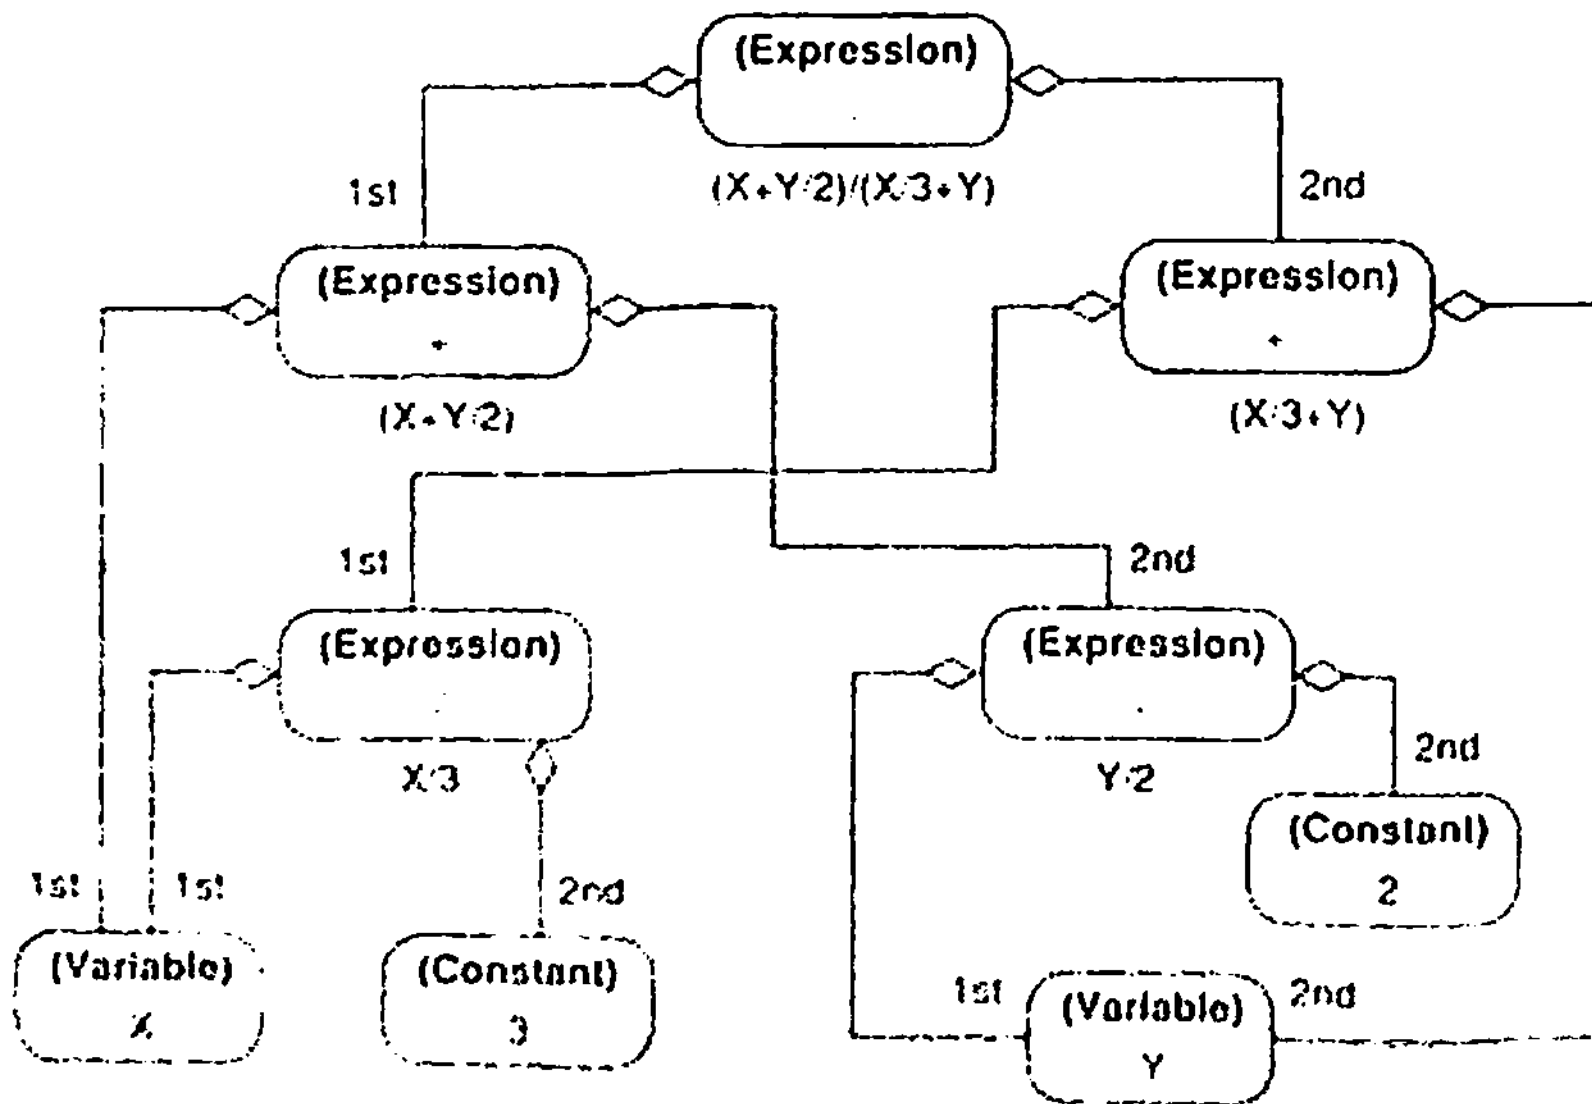 (Expression)
(X+Y/2)/(X/3+Y)
1st
2nd
(Expression)
+
(X+Y/2)
(Expression)
+
(X/3+Y)
1st
2nd
(Expression)
X/3
(Expression)
Y/2
2nd
(Constant)
2
1st
1st
2nd
(Variable)
X
(Constant)
3
1st
(Variable)
Y
2nd